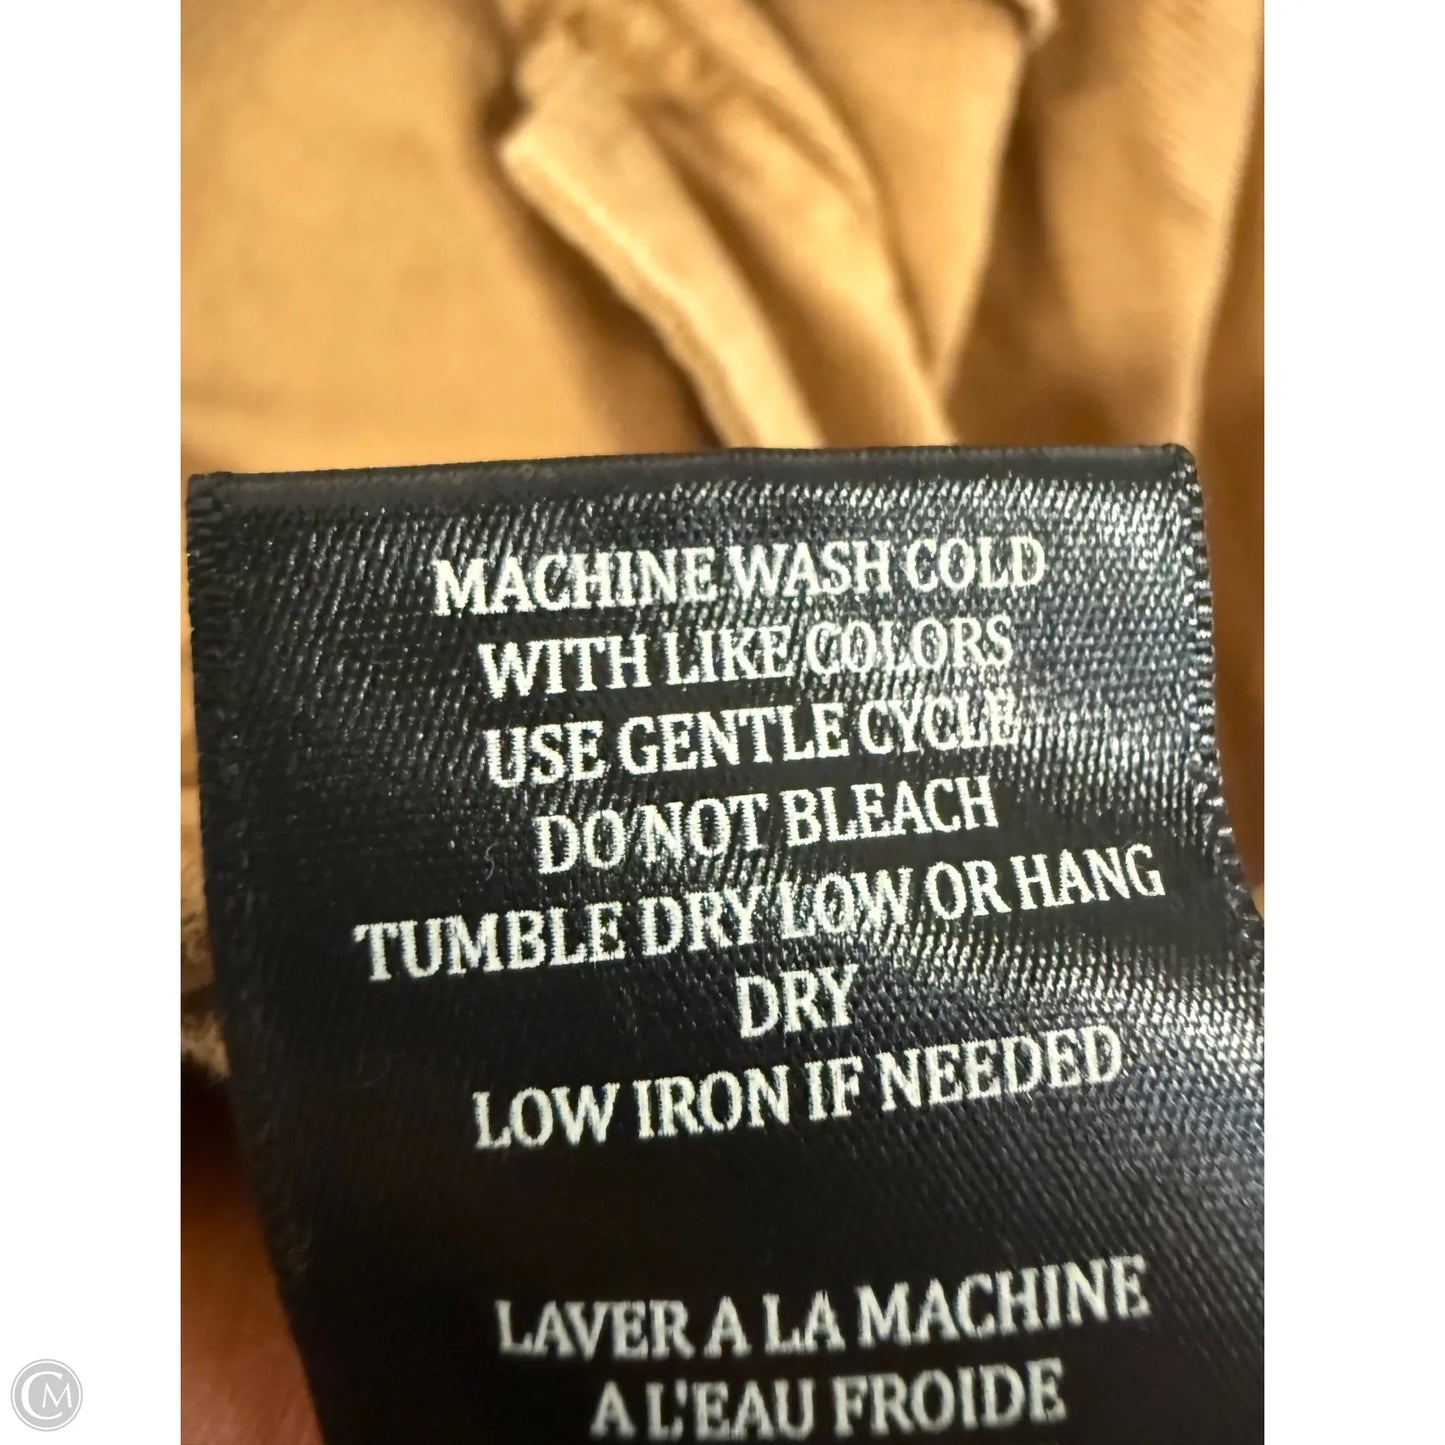 MACHINE WASH COLD
WITH LIKE COLORS
USE GENTLE CYCLE
DO NOT BLEACH
TUMBLE DRY LOW OR HANG
DRY
LOW IRON IF NEEDED
LAVER A LA MACHINE
A L'EAU FROIDE
CM